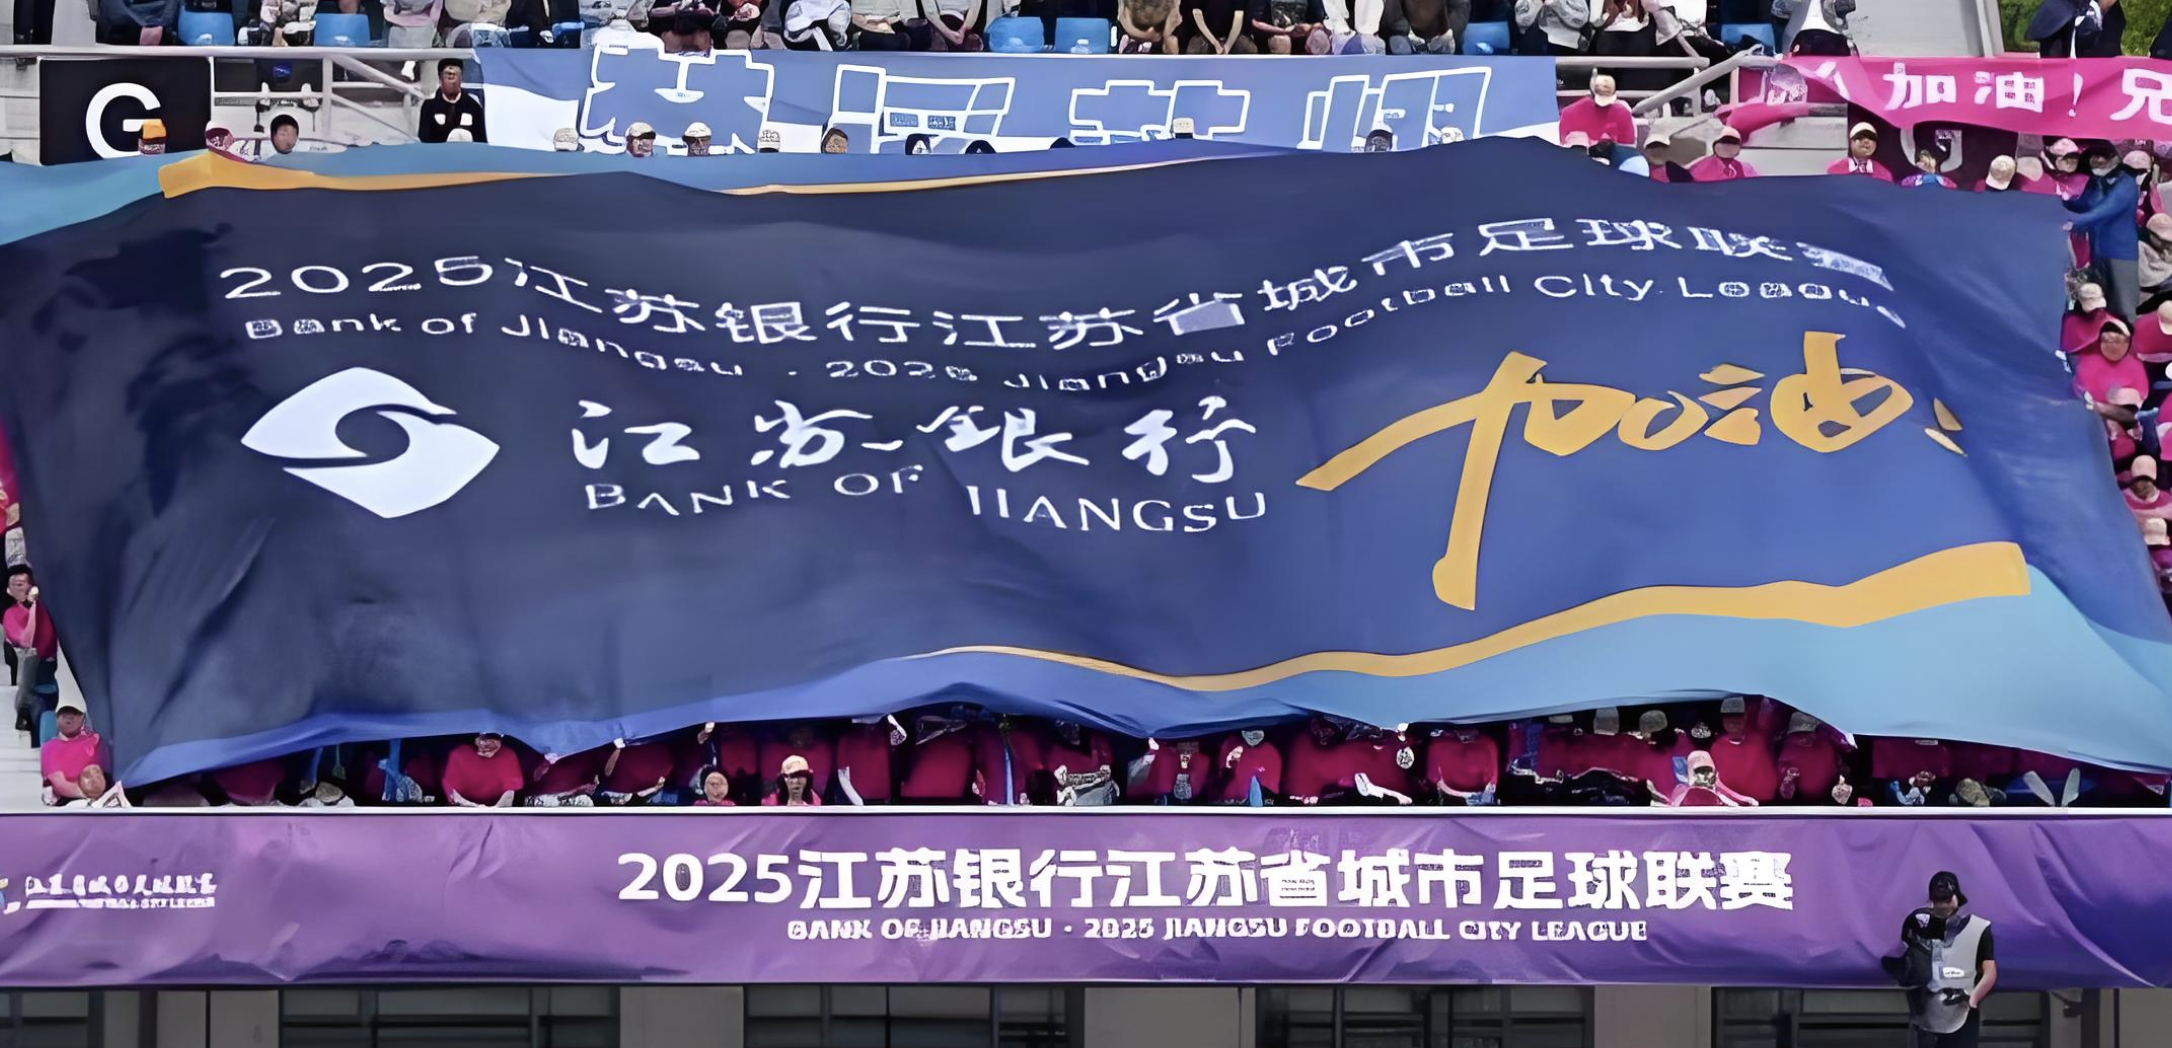 G
加油！兄
2025江苏银行江苏省城市足球联赛
Bank of Jiangsu · 2025 Jiangsu Football City League
江苏银行
BANK OF JIANGSU
加油！
2025江苏银行江苏省城市足球联赛
BANK OF JIANGSU · 2025 JIANGSU FOOTBALL CITY LEAGUE